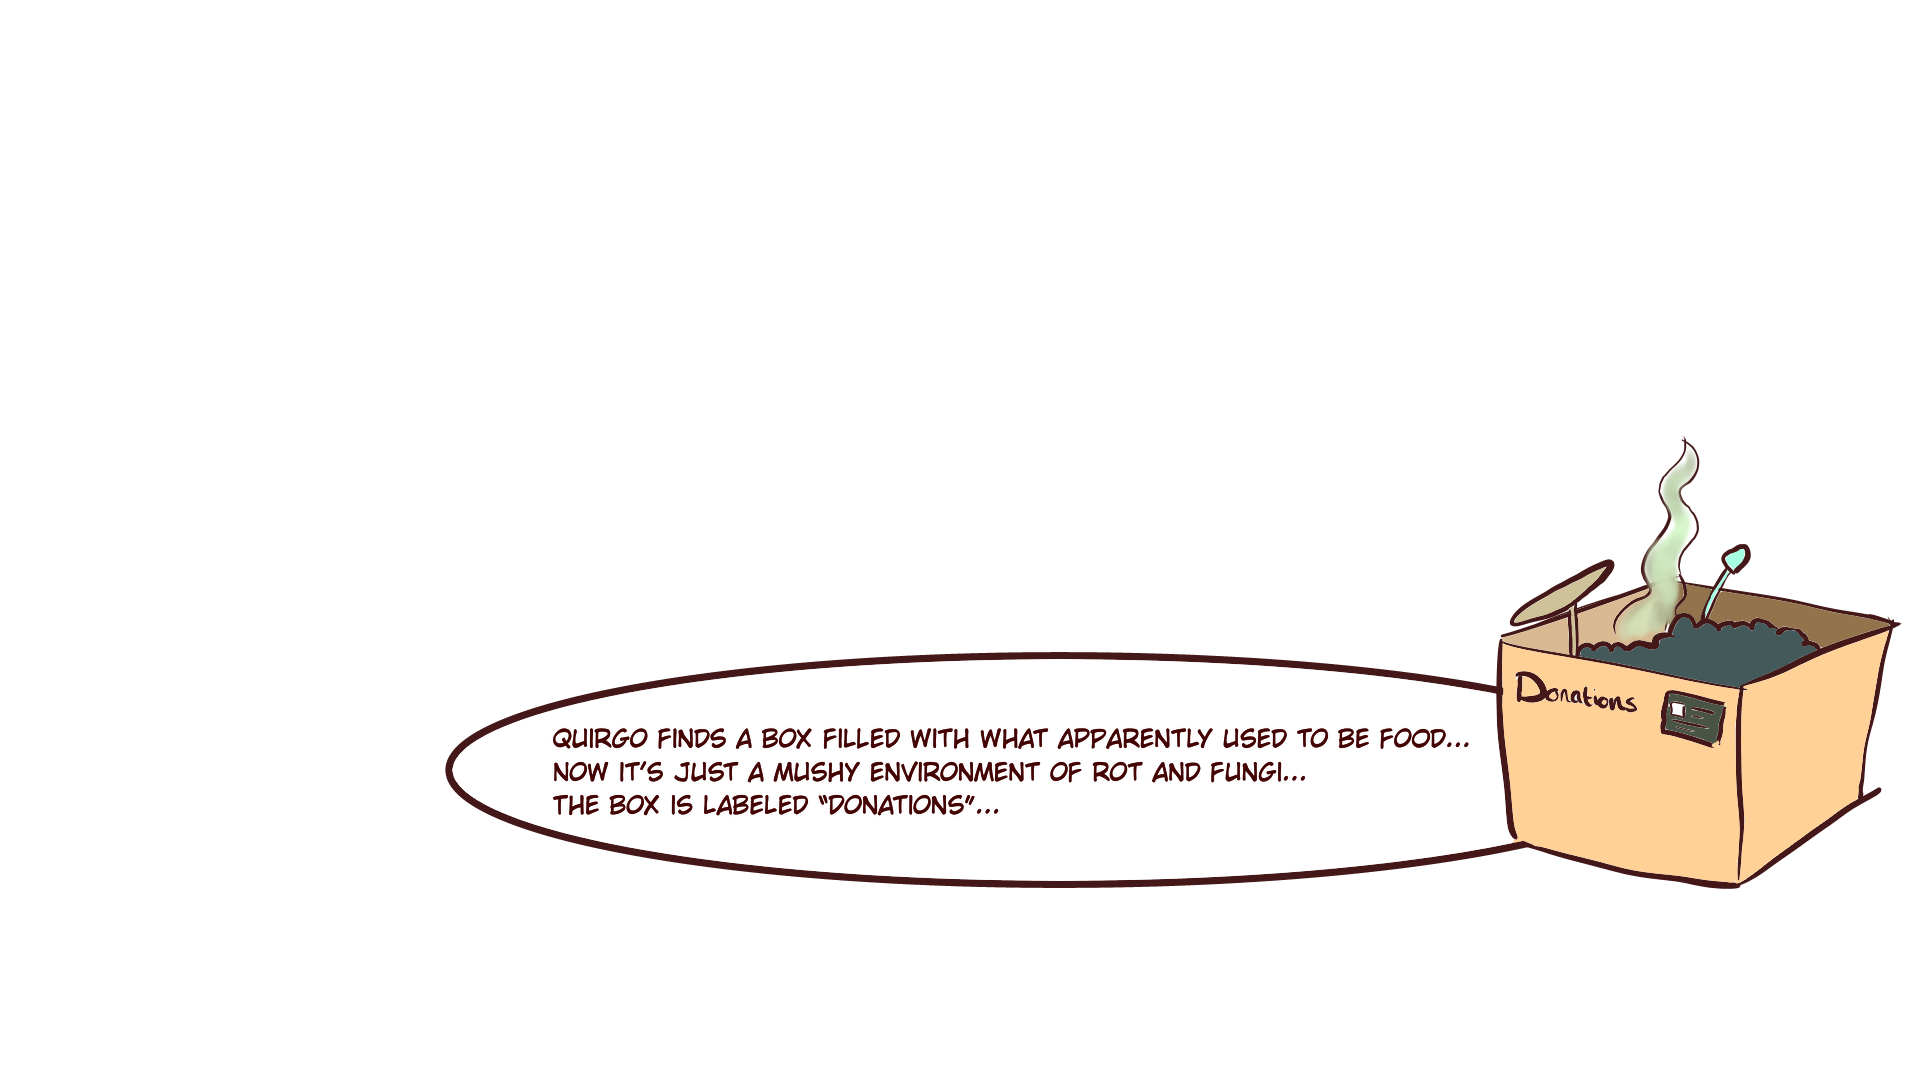 QUIRGO FINDS A BOX FILLED WITH WHAT APPARENTLY USED TO BE FOOD...
NOW IT'S JUST A MUSHY ENVIRONMENT OF ROT AND FUNGI...
THE BOX IS LABELED "DONATIONS"...
Donations